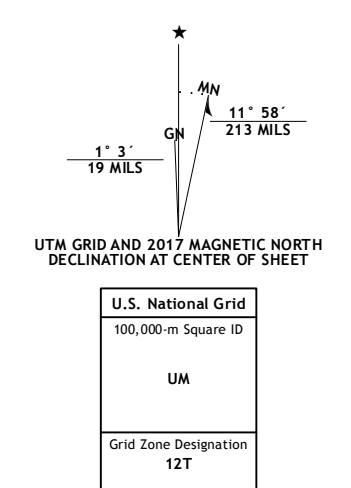 ★
MN
11° 58´
213 MILS
GN
1° 3´
19 MILS
UTM GRID AND 2017 MAGNETIC NORTH
DECLINATION AT CENTER OF SHEET
U.S. National Grid
100,000-m Square ID
UM
Grid Zone Designation
12T